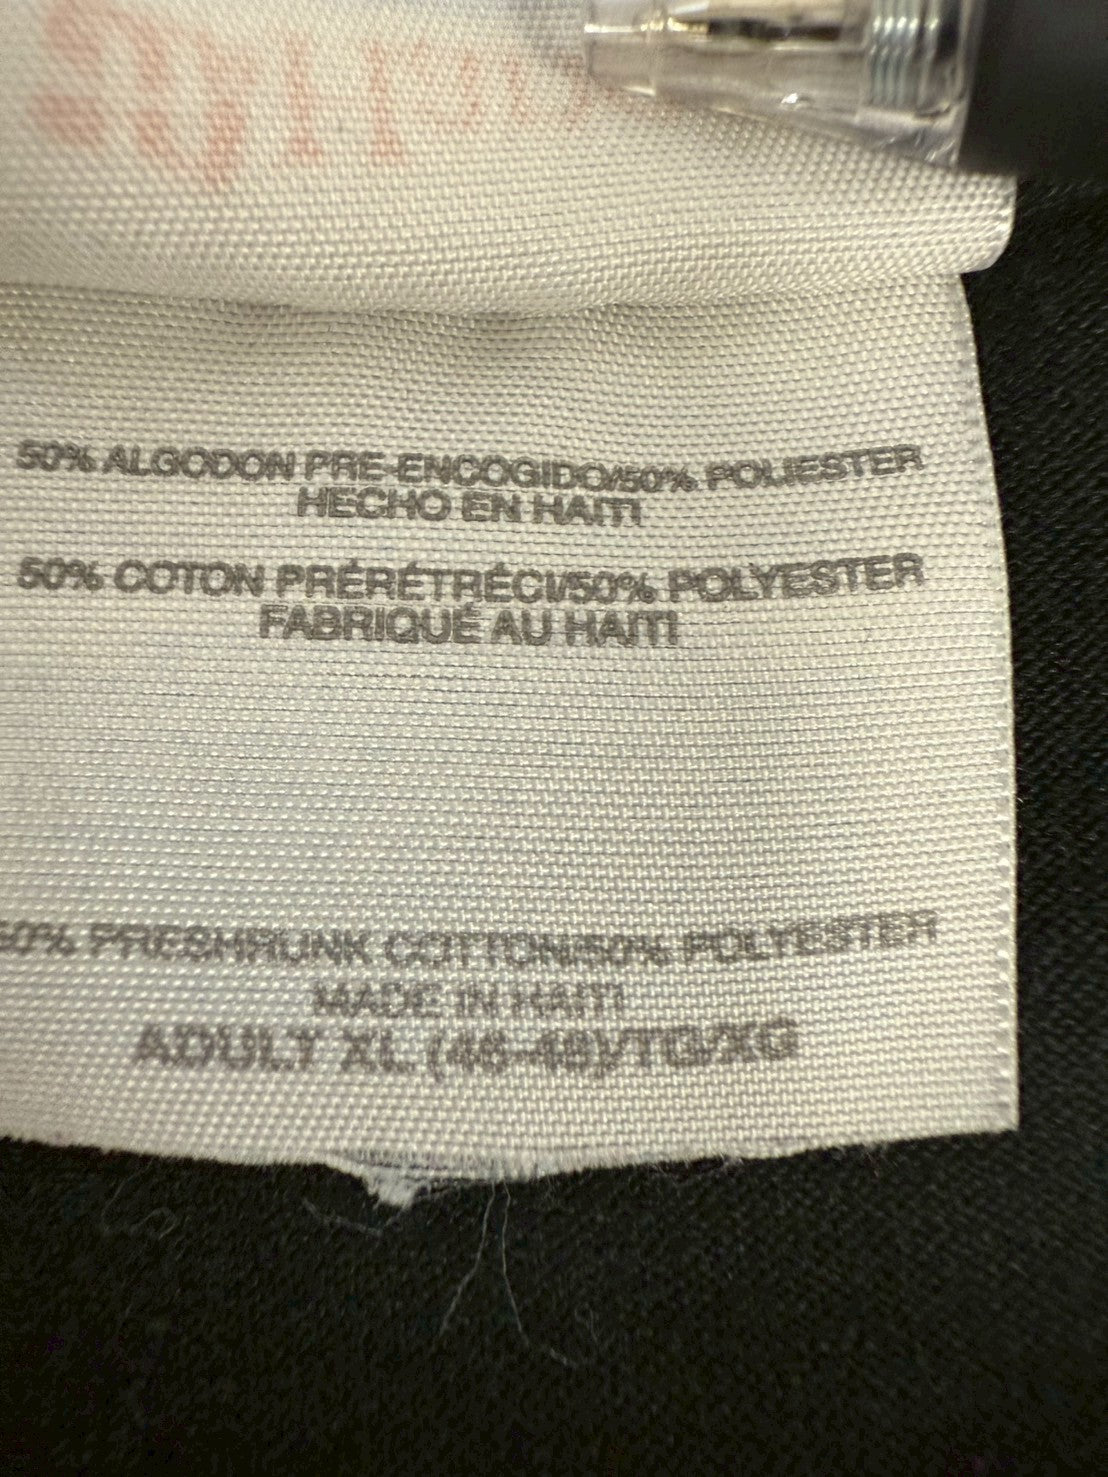 50% ALGODON PRE-ENCOGIDO/50% POLIESTER
HECHO EN HAITI
50% COTON PRÉRÉTRÉCI/50% POLYESTER
FABRIQUÉ AU HAITI
50% PRESHRUNK COTTON/50% POLYESTER
MADE IN HAITI
ADULT XL (46-48)/TG/XG